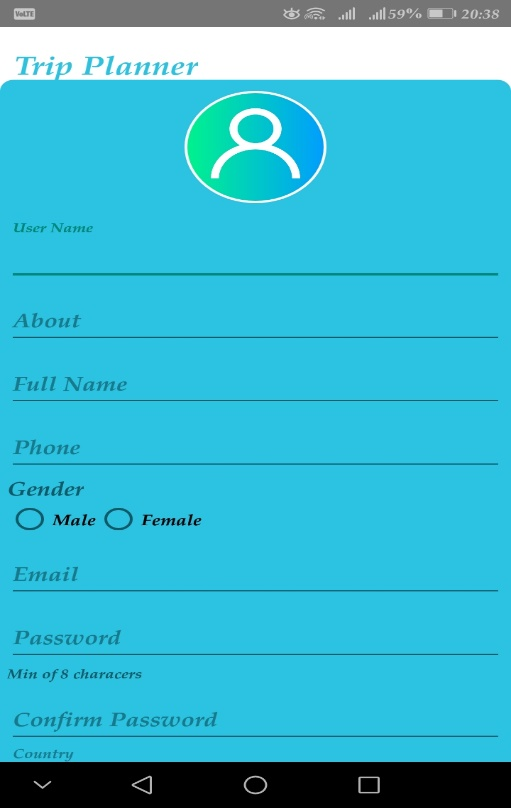 VoLTE 59% 20:38
Trip Planner
User Name
About
Full Name
Phone
Gender
Male Female
Email
Password
Min of 8 characers
Confirm Password
Country